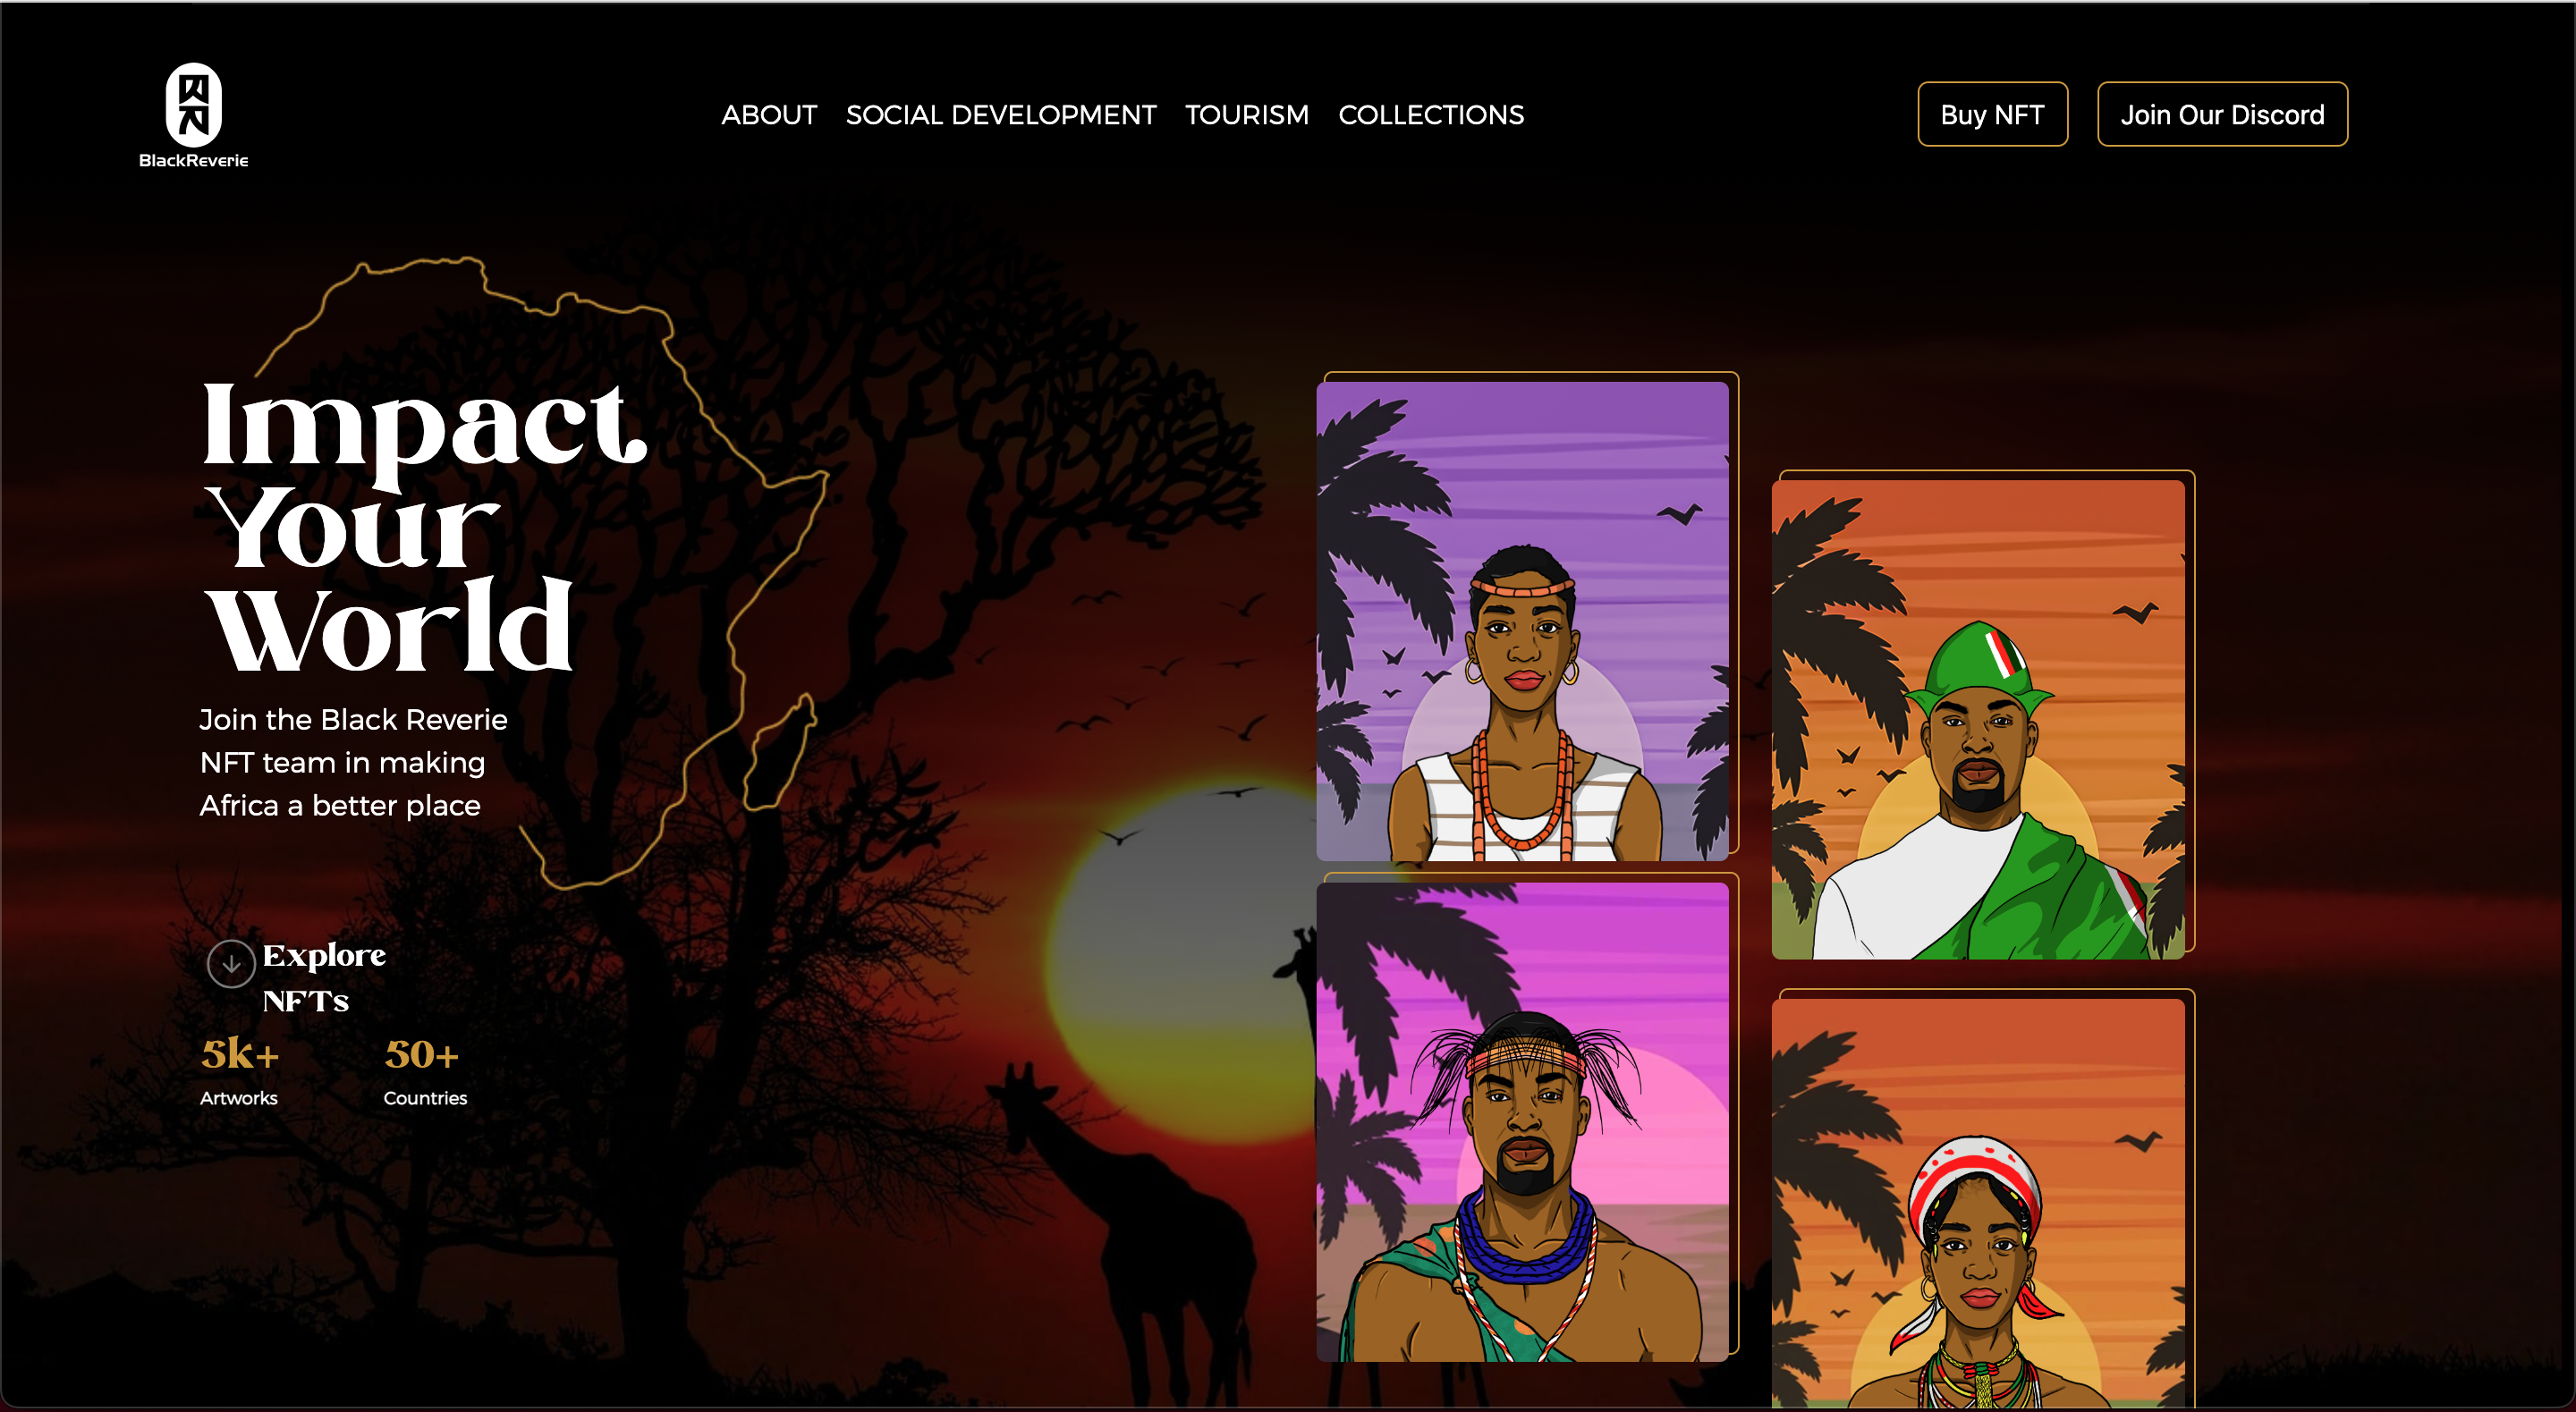 BlackReverie
ABOUT SOCIAL DEVELOPMENT TOURISM COLLECTIONS
Buy NFT
Join Our Discord
Impact
Your
World
Join the Black Reverie
NFT team in making
Africa a better place
Explore
NFTs
5k+ 50+
Artworks Countries